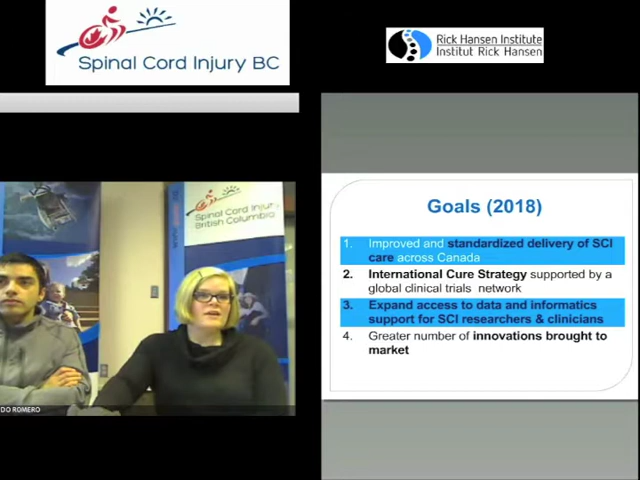 Spinal Cord Injury BC
Rick Hansen Institute
Institut Rick Hansen
Spinal Cord Injury
British Columbia
DO ROMERO
Goals (2018)
1. Improved and standardized delivery of SCI
care across Canada
2. International Cure Strategy supported by a
global clinical trials network
3. Expand access to data and informatics
support for SCI researchers & clinicians
4. Greater number of innovations brought to
market